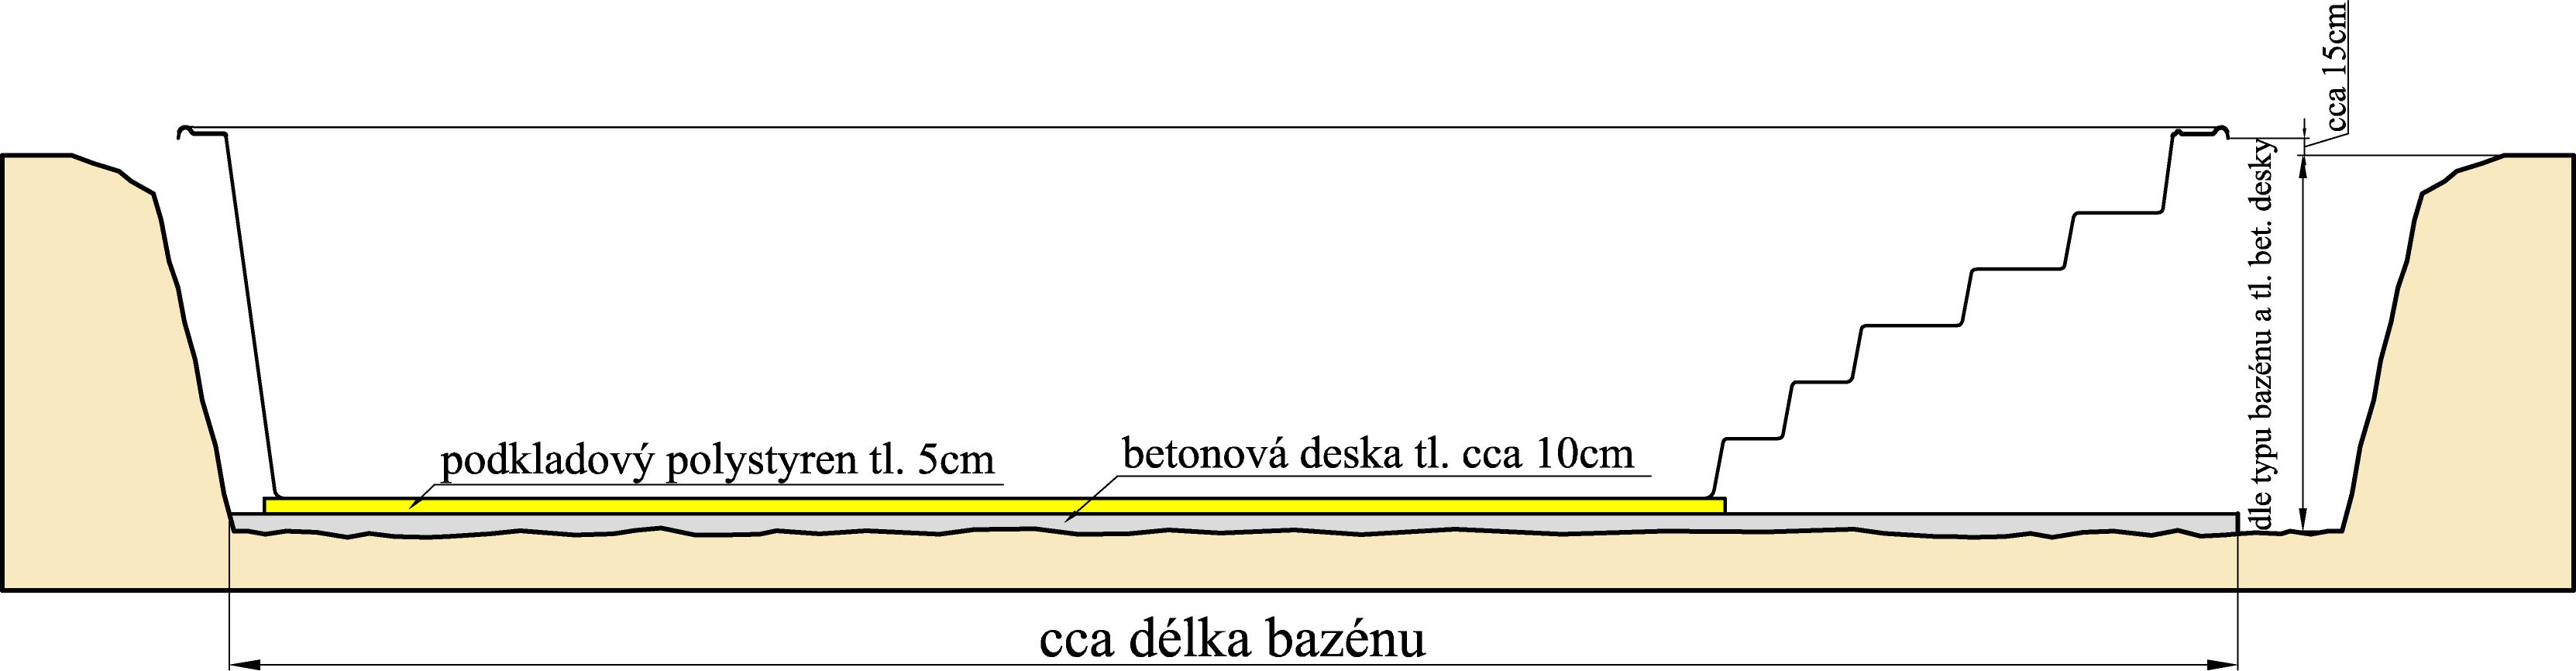 cca 15cm
dle typu bazénu a tl. bet. desky
podkladový polystyren tl. 5cm
betonová deska tl. cca 10cm
cca délka bazénu